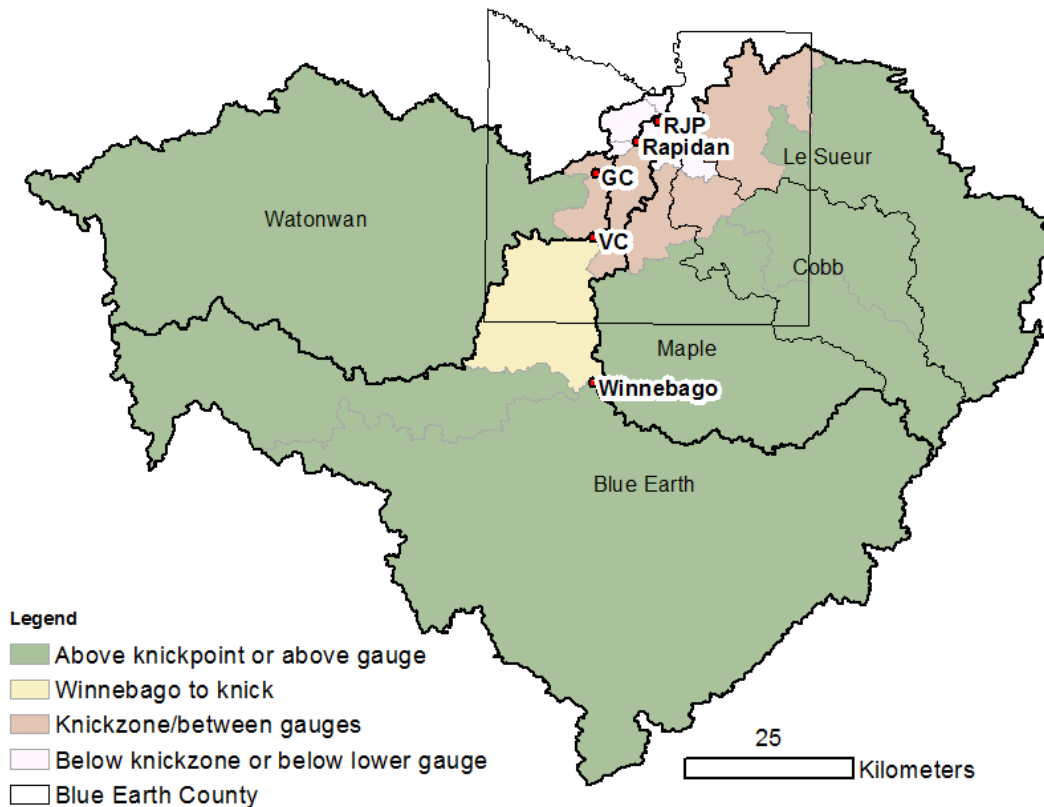 RJP
Rapidan
Le Sueur
GC
Watonwan
VC
Cobb
Maple
Winnebago
Blue Earth
Legend
Above knickpoint or above gauge
Winnebago to knick
Knickzone/between gauges
Below knickzone or below lower gauge
Blue Earth County
25
Kilometers